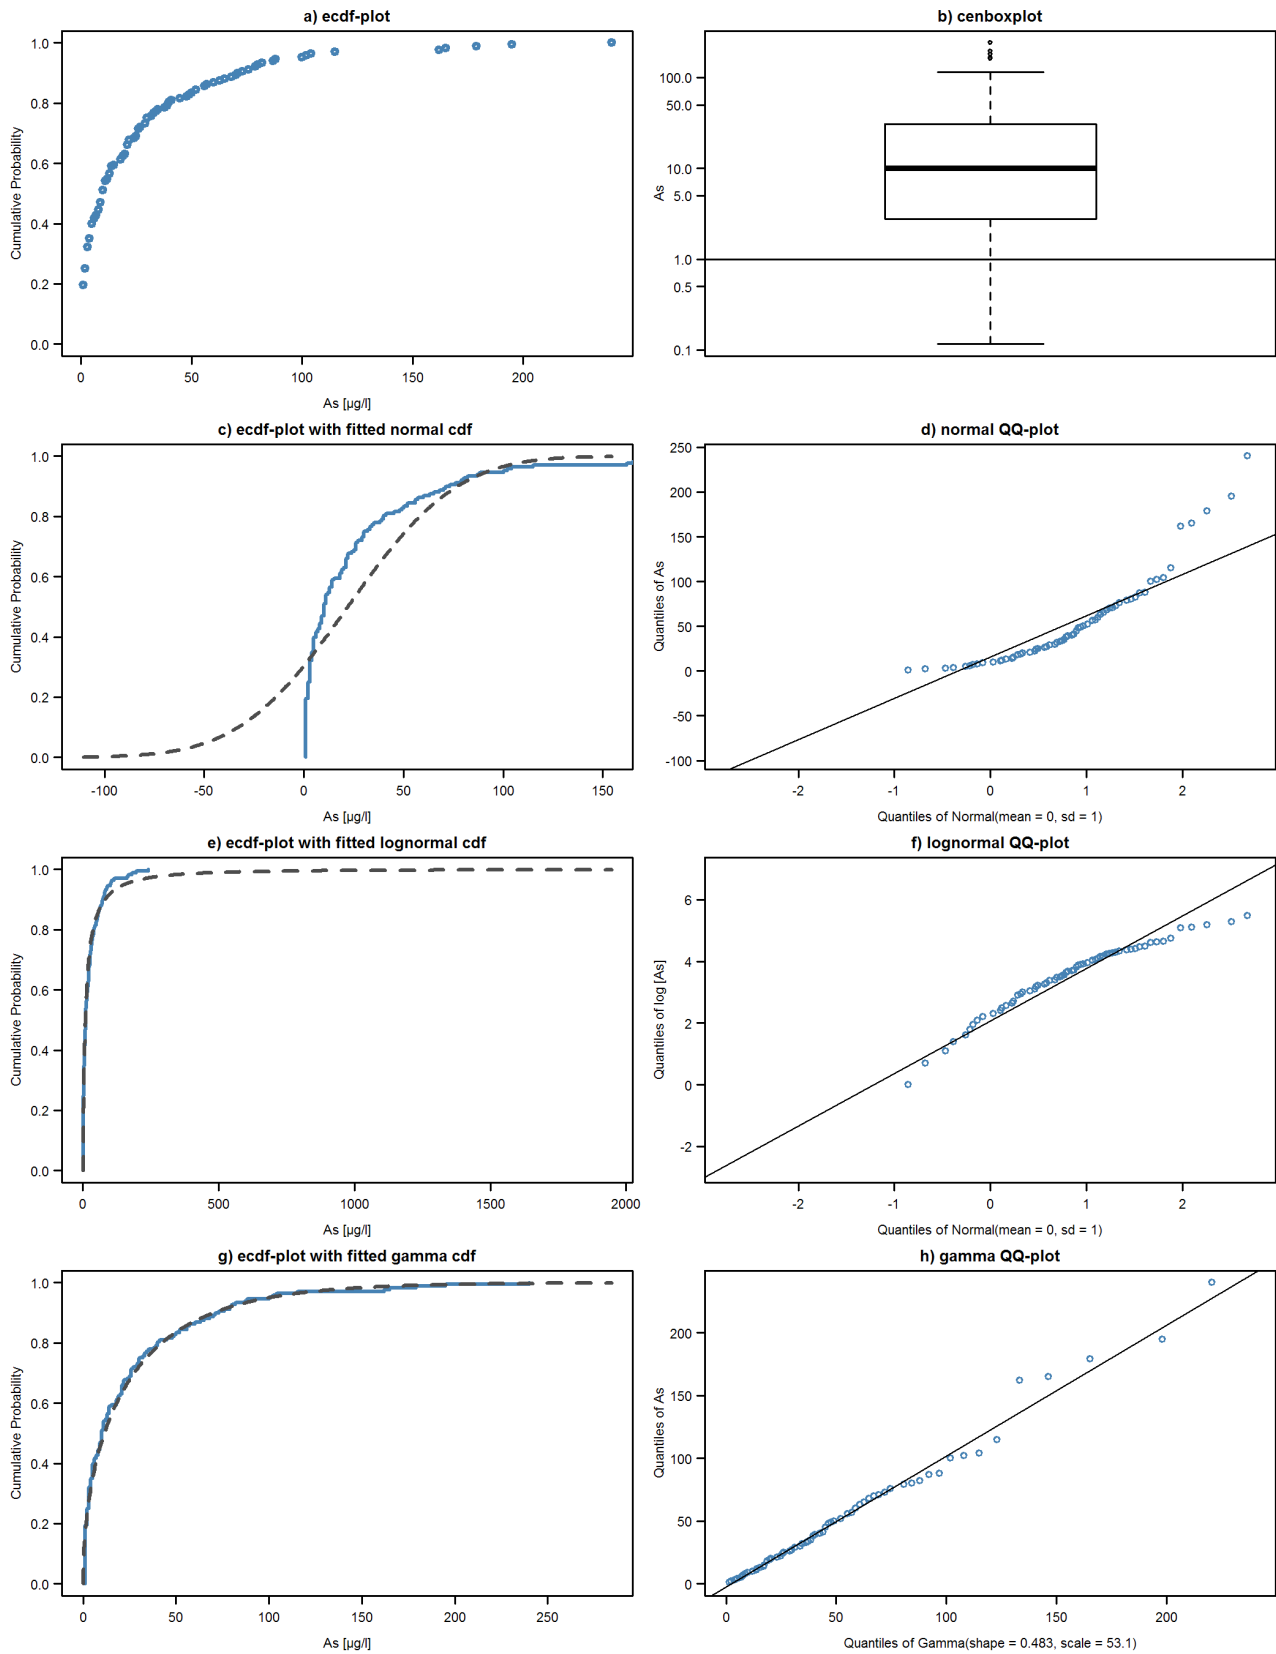 a) ecdf-plot
Cumulative Probability
1.0
0.8
0.6
0.4
0.2
0.0
0 50 100 150 200
As [µg/l]
b) cenboxplot
As
100.0
50.0
10.0
5.0
1.0
0.5
0.1
c) ecdf-plot with fitted normal cdf
Cumulative Probability
1.0
0.8
0.6
0.4
0.2
0.0
-100 -50 0 50 100 150
As [µg/l]
d) normal QQ-plot
Quantiles of As
250
200
150
100
50
0
-50
-100
-2 -1 0 1 2
Quantiles of Normal(mean = 0, sd = 1)
e) ecdf-plot with fitted lognormal cdf
Cumulative Probability
1.0
0.8
0.6
0.4
0.2
0.0
0 500 1000 1500 2000
As [µg/l]
f) lognormal QQ-plot
Quantiles of log [As]
6
4
2
0
-2
-2 -1 0 1 2
Quantiles of Normal(mean = 0, sd = 1)
g) ecdf-plot with fitted gamma cdf
Cumulative Probability
1.0
0.8
0.6
0.4
0.2
0.0
0 50 100 150 200 250
As [µg/l]
h) gamma QQ-plot
Quantiles of As
200
150
100
50
0
0 50 100 150 200
Quantiles of Gamma(shape = 0.483, scale = 53.1)